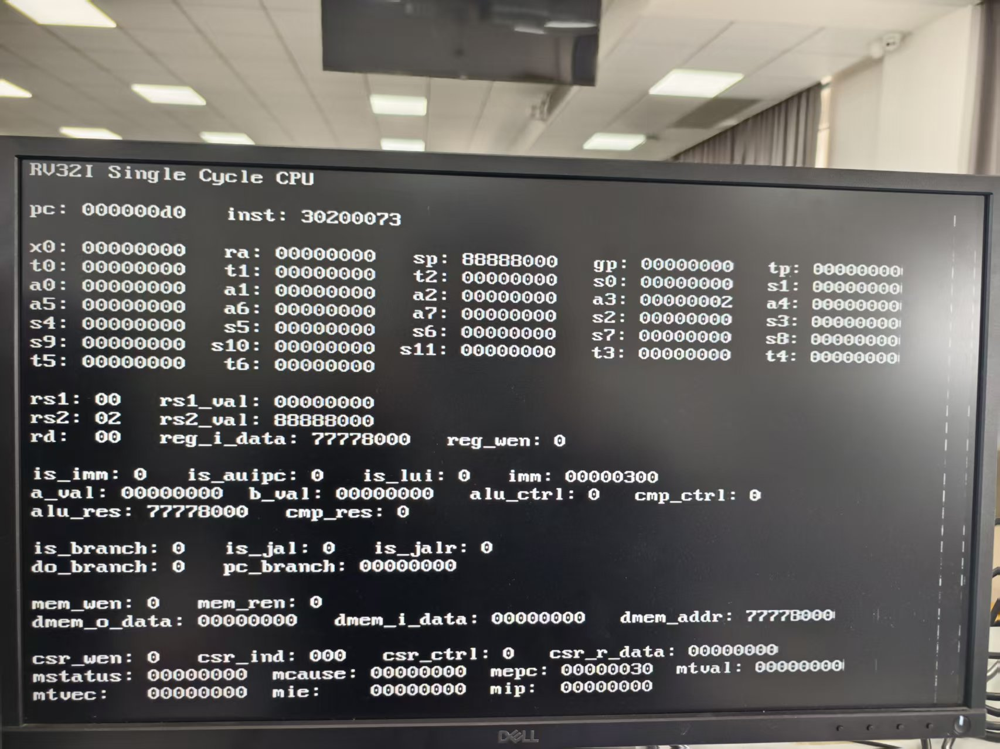 RV32I Single Cycle CPU
pc: 000000d0 inst: 30200073
x0: 00000000 ra: 00000000 sp: 88888000 gp: 00000000 tp: 00000000
t0: 00000000 t1: 00000000 t2: 00000000 s0: 00000000 s1: 00000000
a0: 00000000 a1: 00000000 a2: 00000000 a3: 00000002 a4: 00000000
a5: 00000000 a6: 00000000 a7: 00000000 s2: 00000000 s3: 00000000
s4: 00000000 s5: 00000000 s6: 00000000 s7: 00000000 s8: 00000000
s9: 00000000 s10: 00000000 s11: 00000000 t3: 00000000 t4: 00000000
t5: 00000000 t6: 00000000
rs1: 00 rs1_val: 00000000
rs2: 02 rs2_val: 88888000
rd: 00 reg_i_data: 77778000 reg_wen: 0
is_imm: 0 is_auipc: 0 is_lui: 0 imm: 00000300
a_val: 00000000 b_val: 00000000 alu_ctrl: 0 cmp_ctrl: 0
alu_res: 77778000 cmp_res: 0
is_branch: 0 is_jal: 0 is_jalr: 0
do_branch: 0 pc_branch: 00000000
mem_wen: 0 mem_ren: 0
dmem_o_data: 00000000 dmem_i_data: 00000000 dmem_addr: 77778000
csr_wen: 0 csr_ind: 000 csr_ctrl: 0 csr_r_data: 00000000
mstatus: 00000000 mcause: 00000000 mepc: 00000030 mtval: 00000000
mtvec: 00000000 mie: 00000000 mip: 00000000
DELL